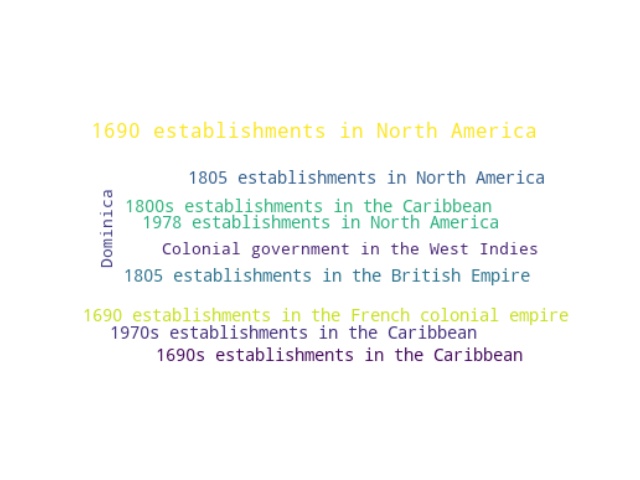 1690 establishments in North America
1805 establishments in North America
Dominica
1800s establishments in the Caribbean
1978 establishments in North America
Colonial government in the West Indies
1805 establishments in the British Empire
1690 establishments in the French colonial empire
1970s establishments in the Caribbean
1690s establishments in the Caribbean